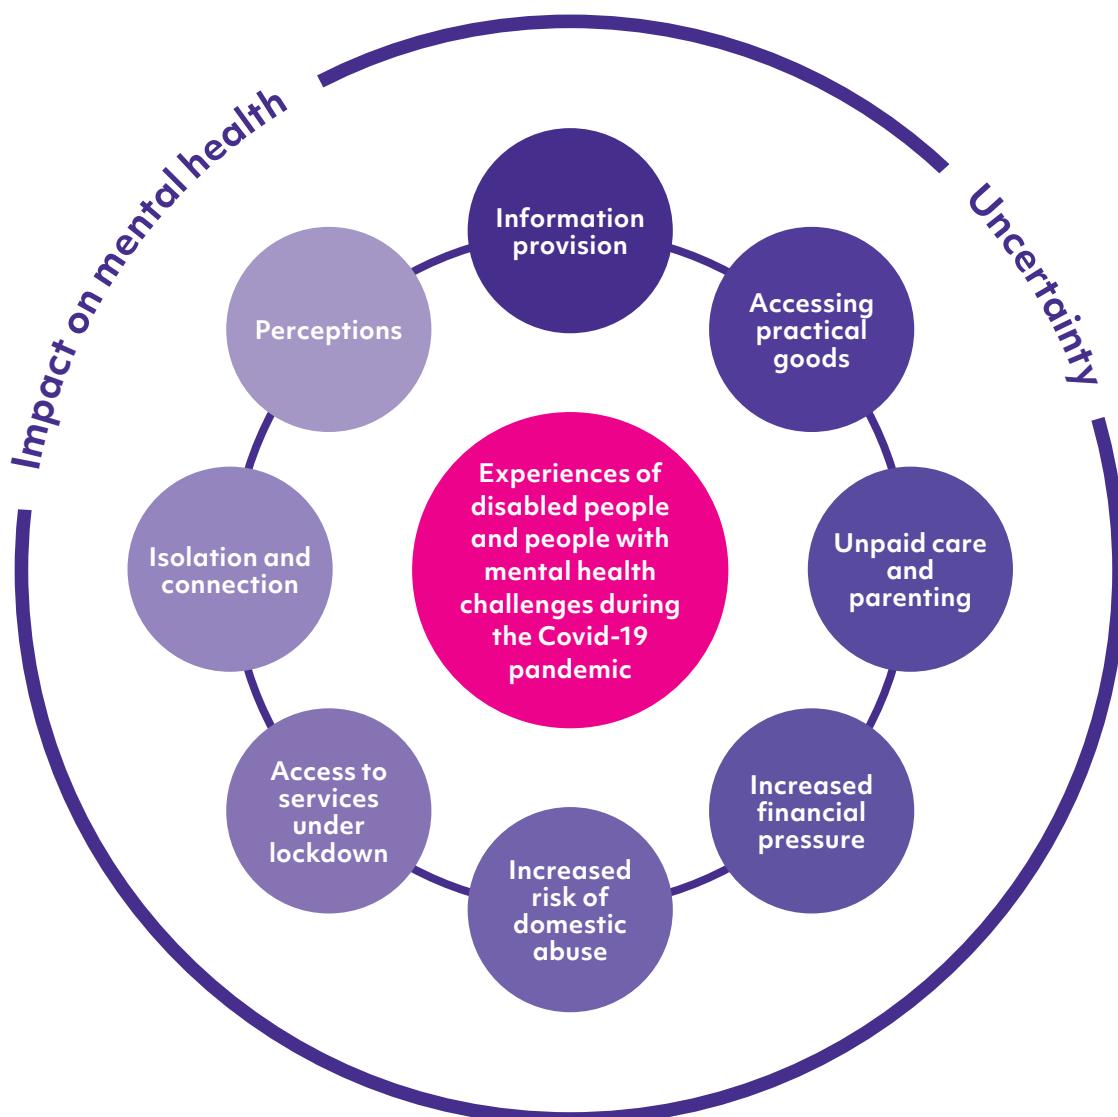 Impact on mental health
Uncertainty
Information
provision
Accessing
practical
goods
Unpaid care
and
parenting
Increased
financial
pressure
Increased
risk of
domestic
abuse
Access to
services
under
lockdown
Isolation and
connection
Perceptions
Experiences of
disabled people
and people with
mental health
challenges during
the Covid-19
pandemic